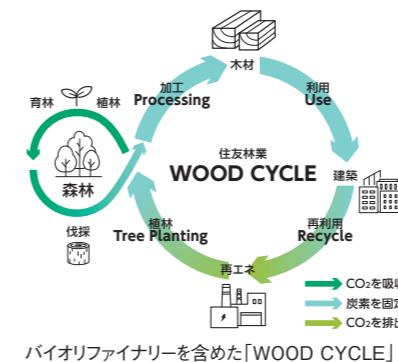 木材
加工
Processing
利用
Use
育林
植林
森林
伐採
住友林業
WOOD CYCLE
建築
植林
Tree Planting
再利用
Recycle
再エネ
CO₂を吸収
炭素を固定
CO₂を排出
バイオリファイナリーを含めた「WOOD CYCLE」